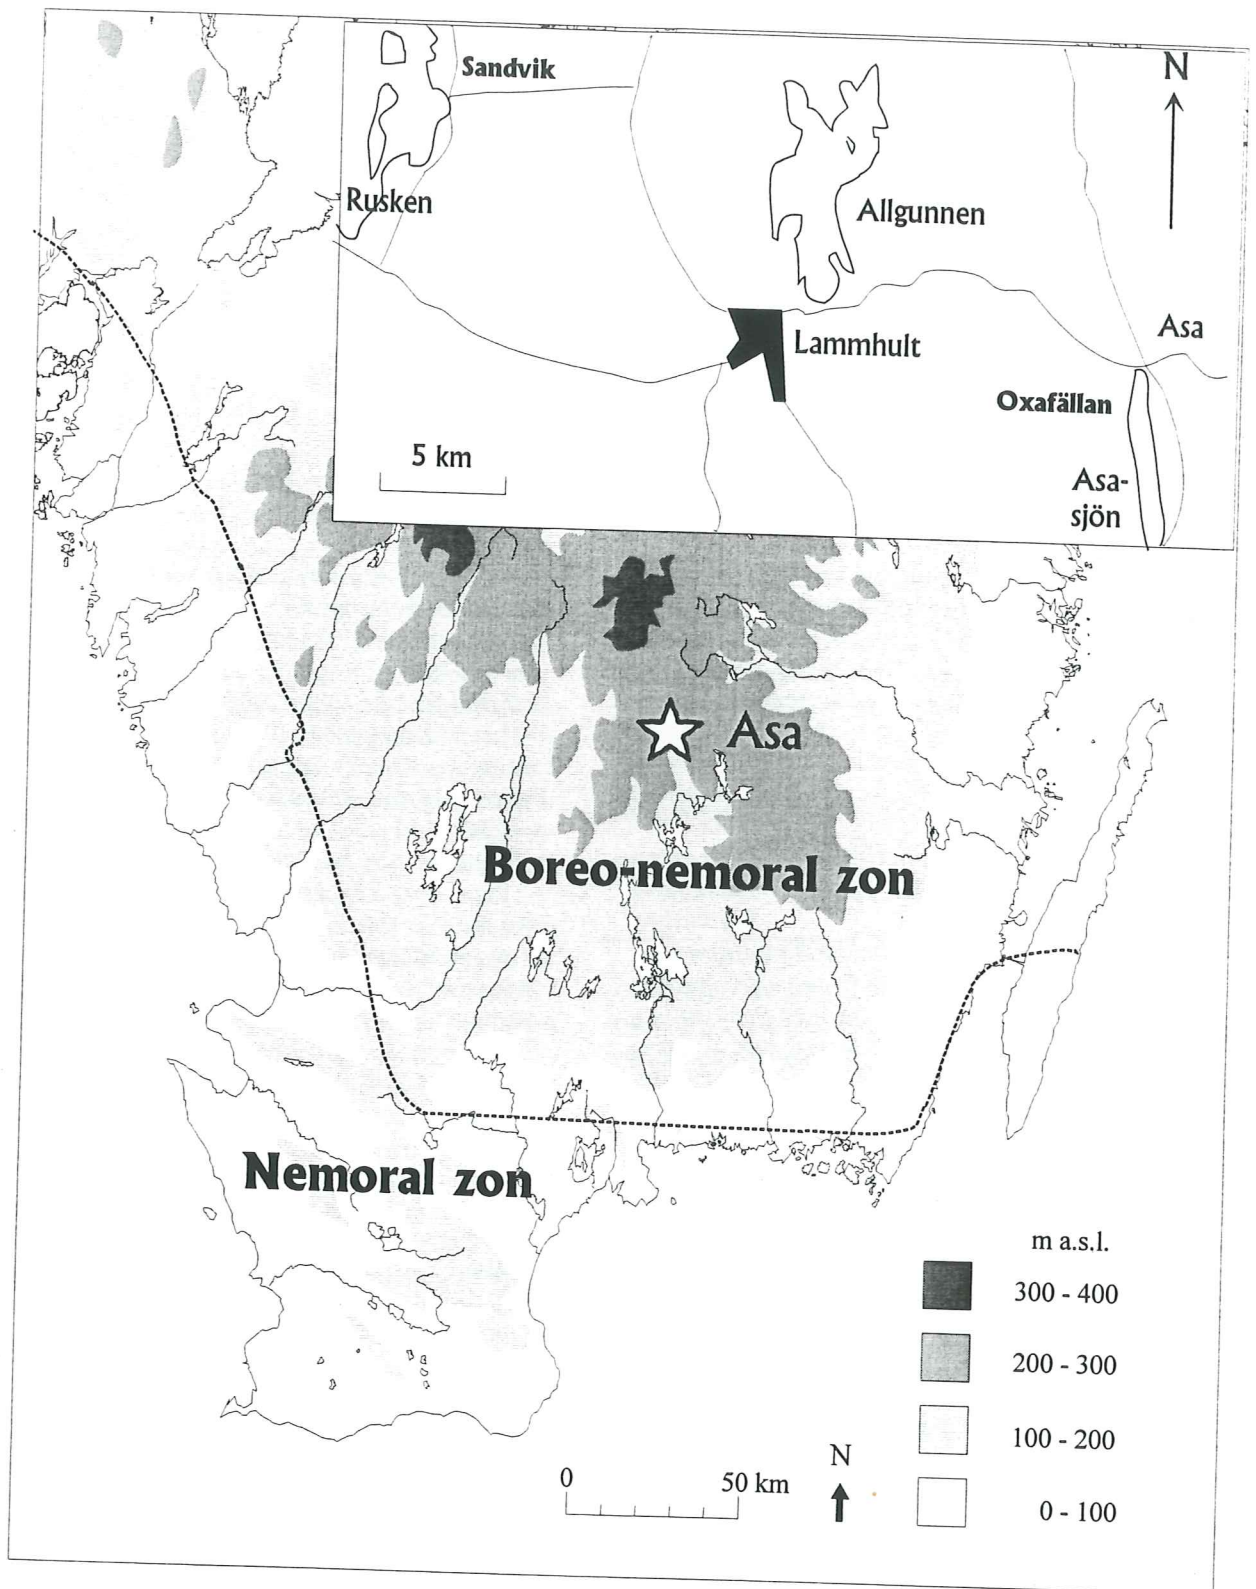 Sandvik
N
Rusken
Allgunnen
Lammhult
Asa
Oxafällan
5 km
Asa-
sjön
Asa
Boreo-nemoral zon
Nemoral zon
m a.s.l.
300 - 400
200 - 300
100 - 200
0 - 100
N
0 50 km